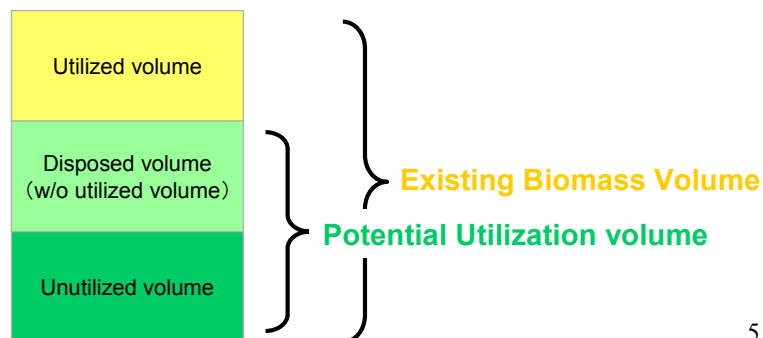 Utilized volume
Disposed volume
（w/o utilized volume）
Existing Biomass Volume
Potential Utilization volume
Unutilized volume
5